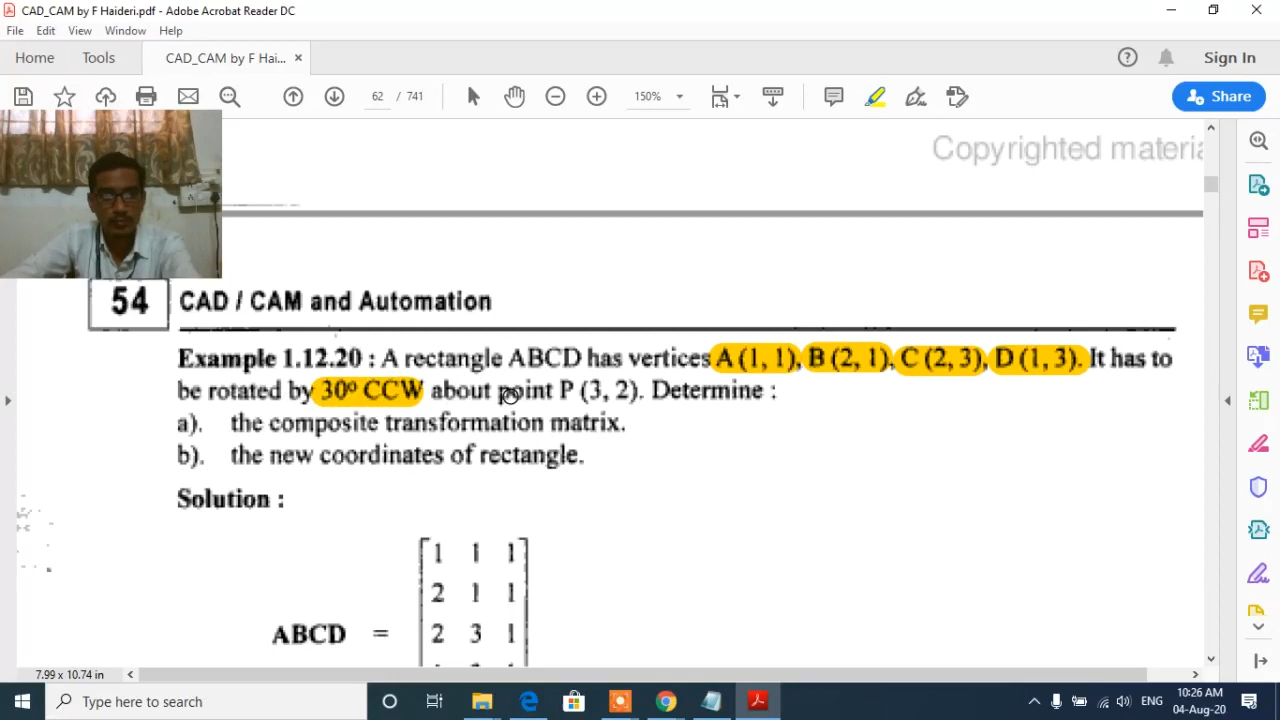 CAD_CAM by F Haideri.pdf - Adobe Acrobat Reader DC
File Edit View Window Help
Home Tools CAD_CAM by F Hai... ×
? Sign In
62 / 741 150% Share
Copyrighted materia
54 CAD / CAM and Automation
Example 1.12.20 : A rectangle ABCD has vertices A (1, 1), B (2, 1), C (2, 3), D (1, 3). It has to
be rotated by 30º CCW about point P (3, 2). Determine :
a). the composite transformation matrix.
b). the new coordinates of rectangle.
Solution :
1 1 1
2 1 1
ABCD = 2 3 1
7.99 x 10.74 in
Type here to search
ENG
10:26 AM
04-Aug-20